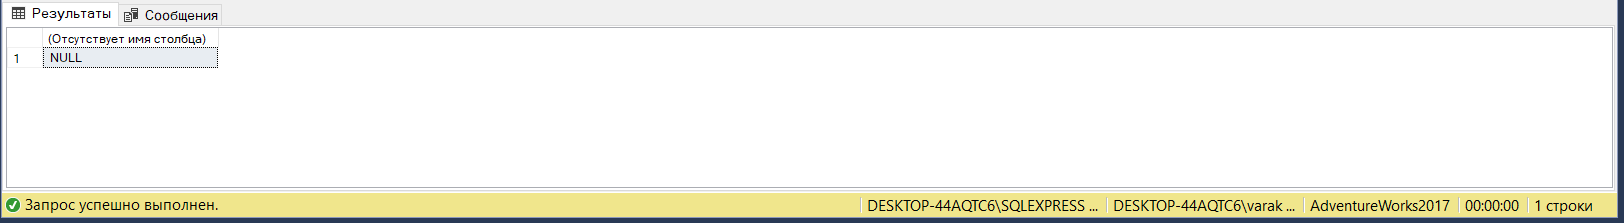 Результаты Сообщения
(Отсутствует имя столбца)
1 NULL
Запрос успешно выполнен. DESKTOP-44AQTC6\SQLEXPRESS ... DESKTOP-44AQTC6\varak ... AdventureWorks2017 00:00:00 1 строки